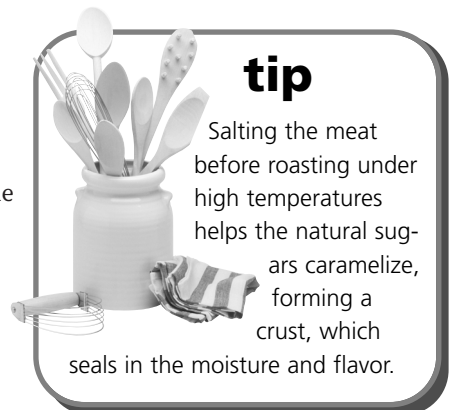 tip
Salting the meat
before roasting under
high temperatures
helps the natural sug-
ars caramelize,
forming a
crust, which
seals in the moisture and flavor.